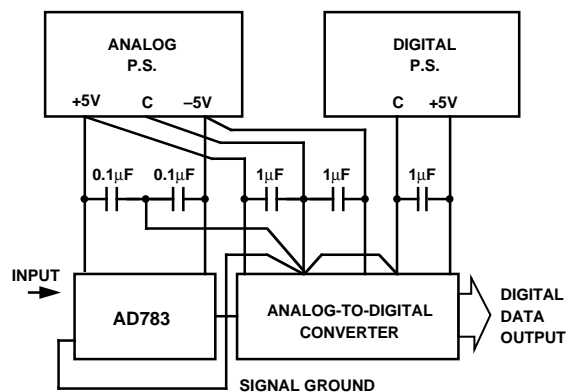 ANALOG
P.S.
DIGITAL
P.S.
+5V C –5V
C +5V
0.1µF 0.1µF 1µF 1µF 1µF
INPUT
AD783
ANALOG-TO-DIGITAL
CONVERTER
DIGITAL
DATA
OUTPUT
SIGNAL GROUND